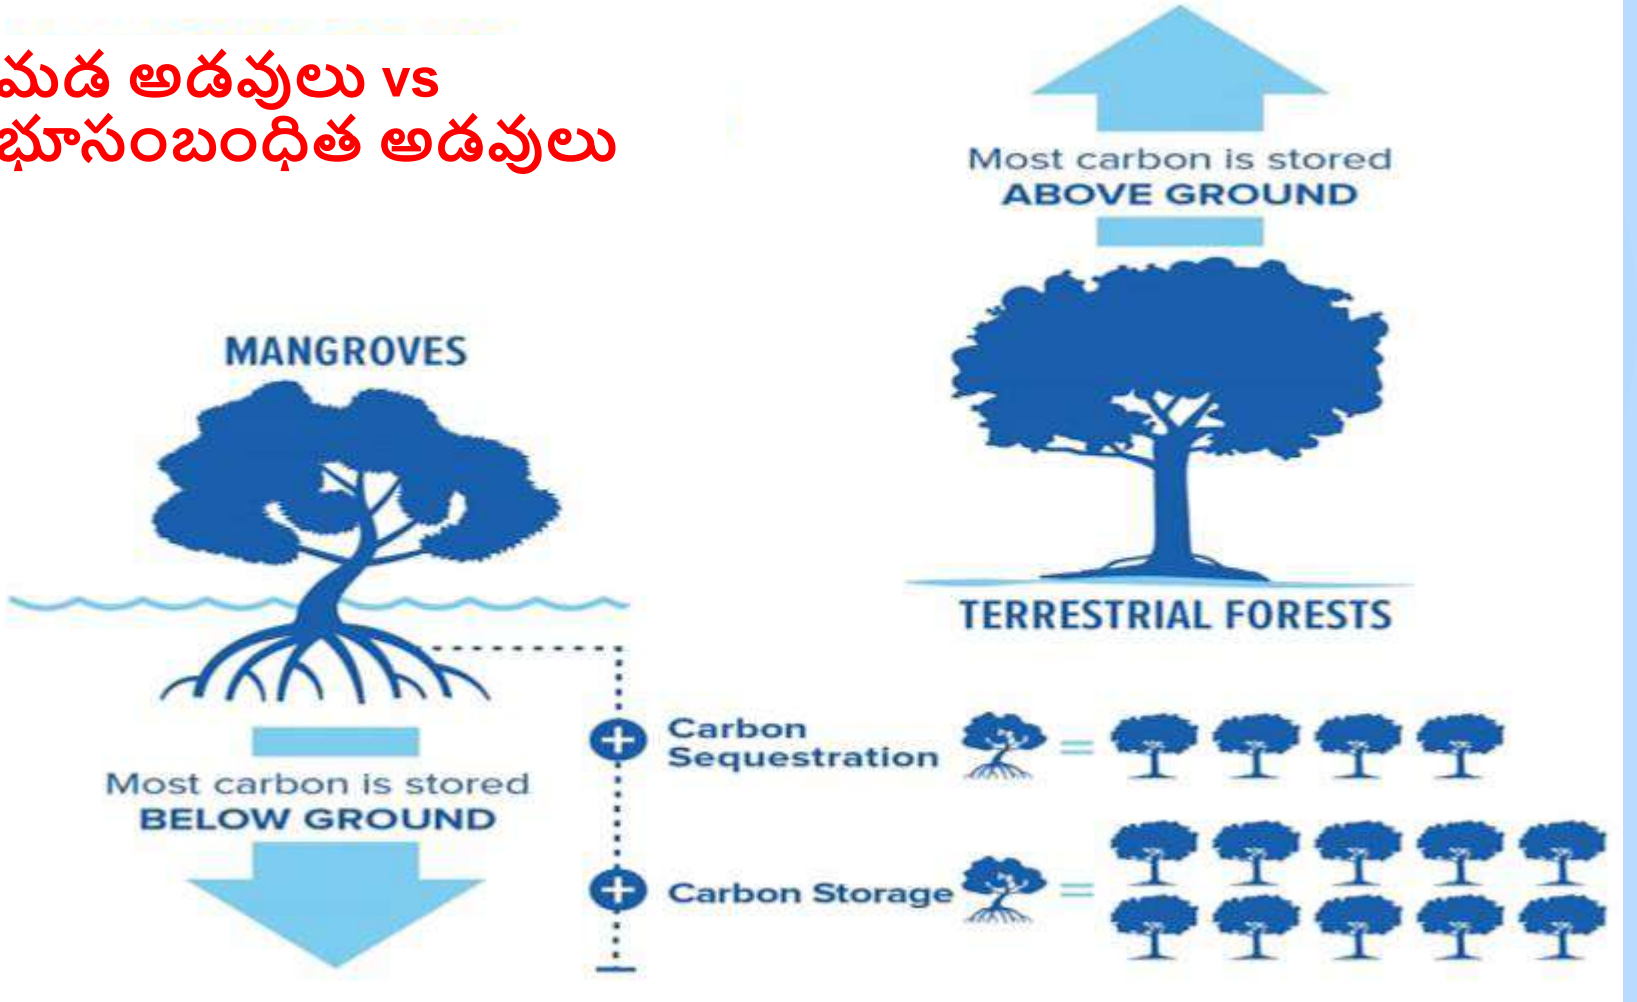 మడ అడవులు vs
భూసంబంధిత అడవులు
Most carbon is stored
ABOVE GROUND
MANGROVES
TERRESTRIAL FORESTS
Most carbon is stored
BELOW GROUND
+ Carbon
Sequestration =
+ Carbon Storage =